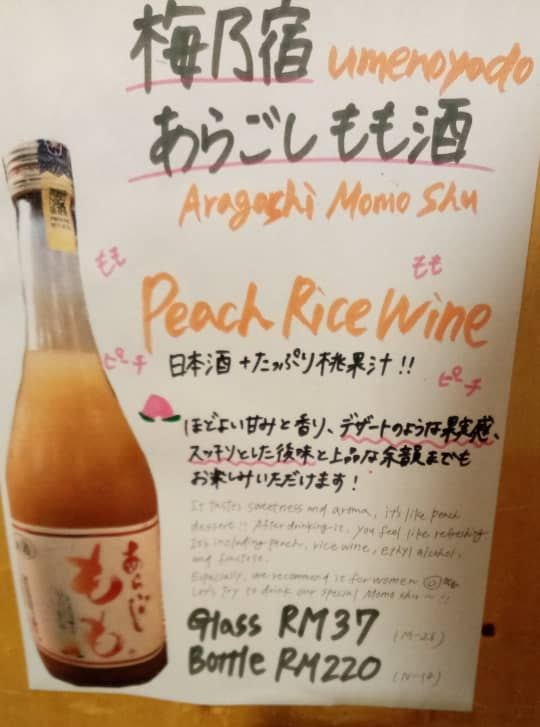 梅乃宿 umenoyado
あらごし もも酒
Aragoshi Momo Shu
もも
もも
Peach Rice Wine
ピーチ
日本酒+たっぷり桃果汁!!
ピーチ
ほどよい甘みと香り、デザートのような果実感、
スッキリとした後味と上品な余韻までも
お楽しみいただけます!
It tastes sweetness and aroma, it's like peach
dessert!! After drinking it, you feel like refreshing.
It's including peach, rice wine, ethyl alcohol,
and fructose.
Especially, we recommend it for women
Let's try to drink our special Momo shu~!!
Glass RM37
Bottle RM220
あらごし
もも